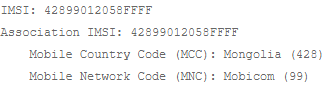 IMSI: 42899012058FFFF
Association IMSI: 42899012058FFFF
Mobile Country Code (MCC): Mongolia (428)
Mobile Network Code (MNC): Mobicom (99)